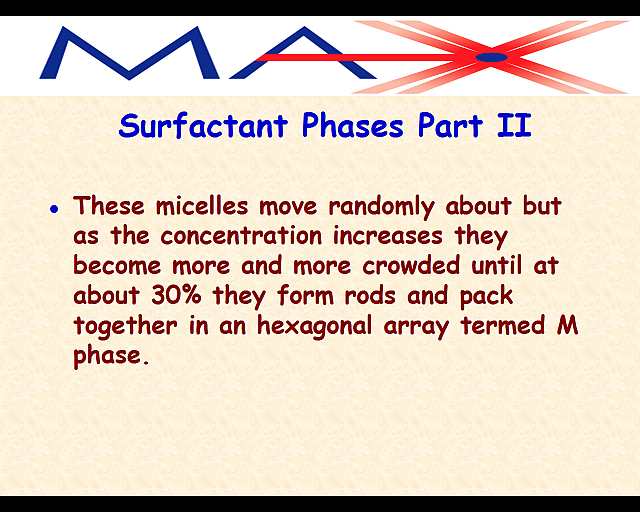 MAX
Surfactant Phases Part II
• These micelles move randomly about but
as the concentration increases they
become more and more crowded until at
about 30% they form rods and pack
together in an hexagonal array termed M
phase.